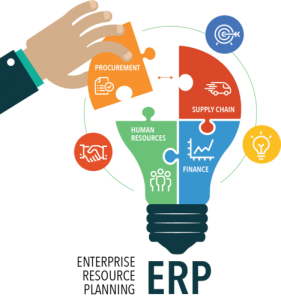 PROCUREMENT
SUPPLY CHAIN
HUMAN
RESOURCES
FINANCE
ENTERPRISE
RESOURCE
PLANNING
ERP